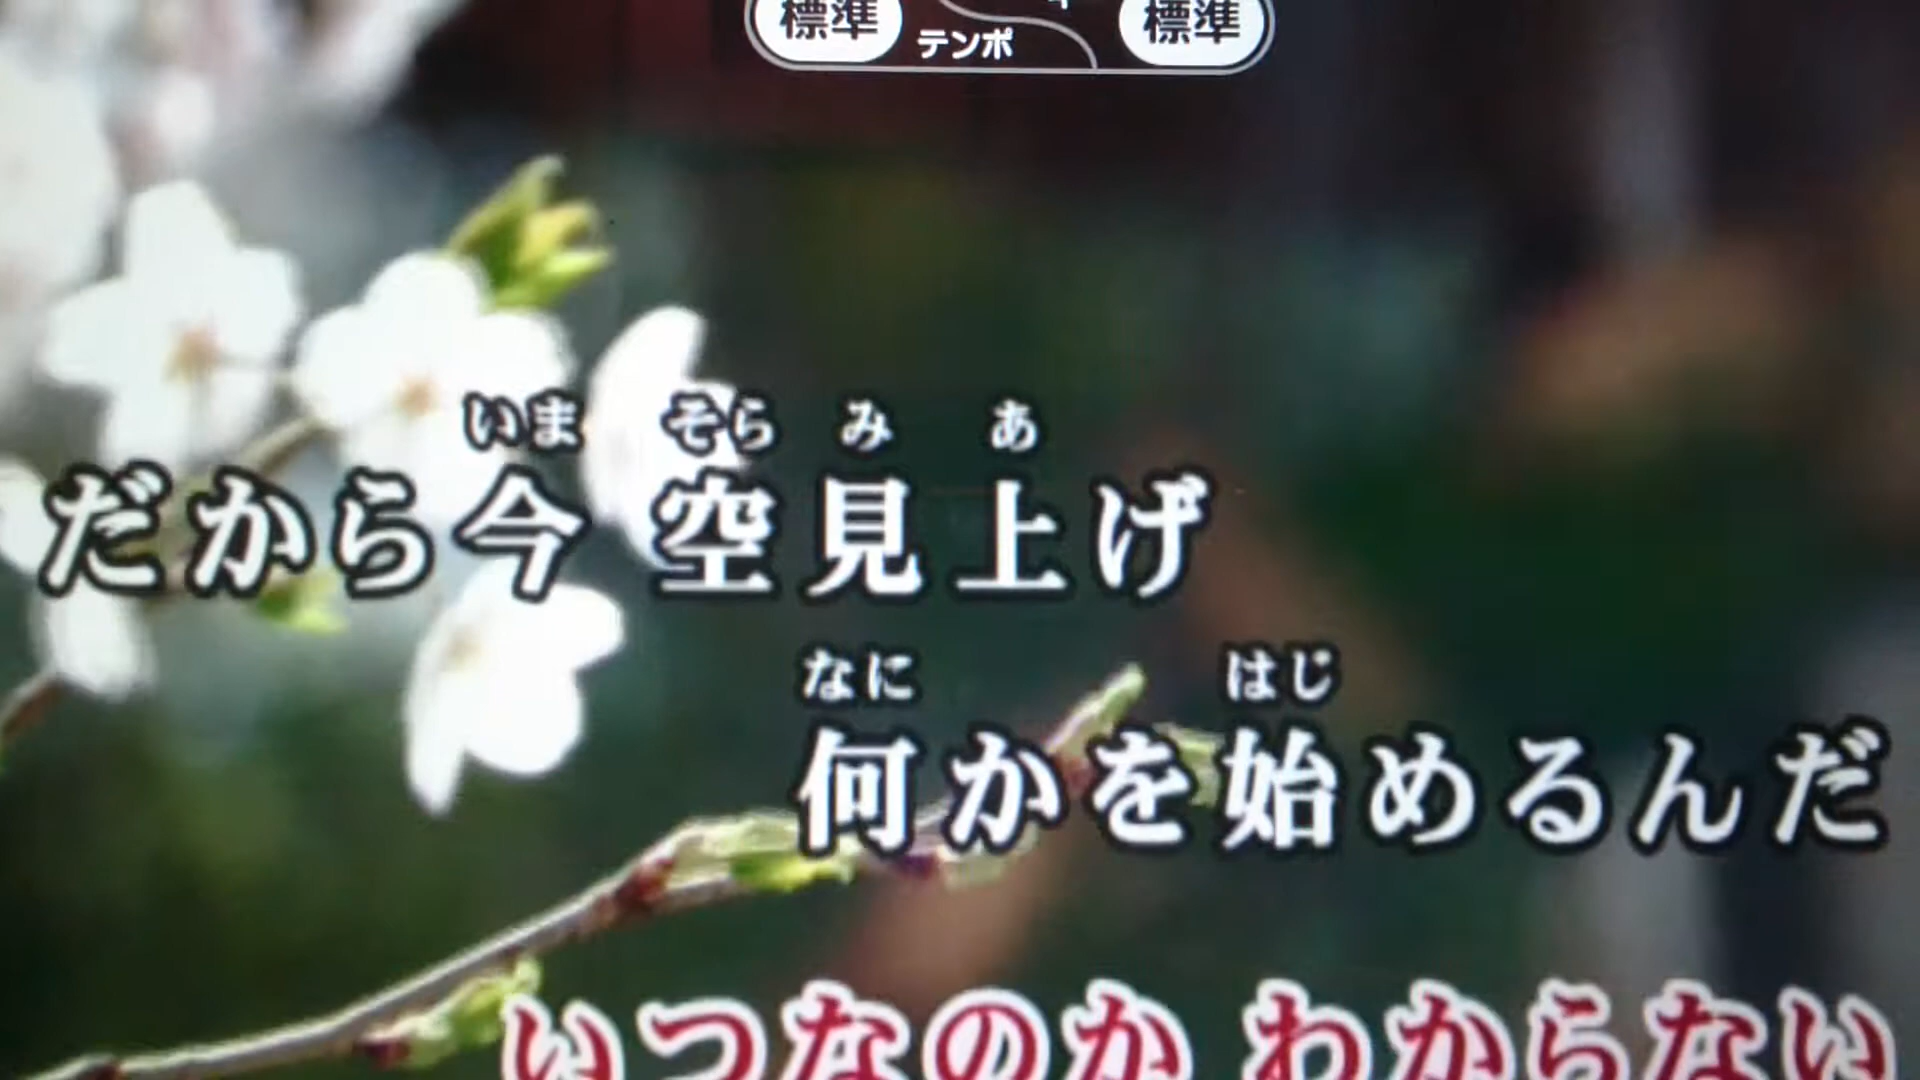 標準 テンポ 標準
いま そら み あ
だから今 空見上げ
なに はじ
何かを始めるんだ
いつなのか わからない